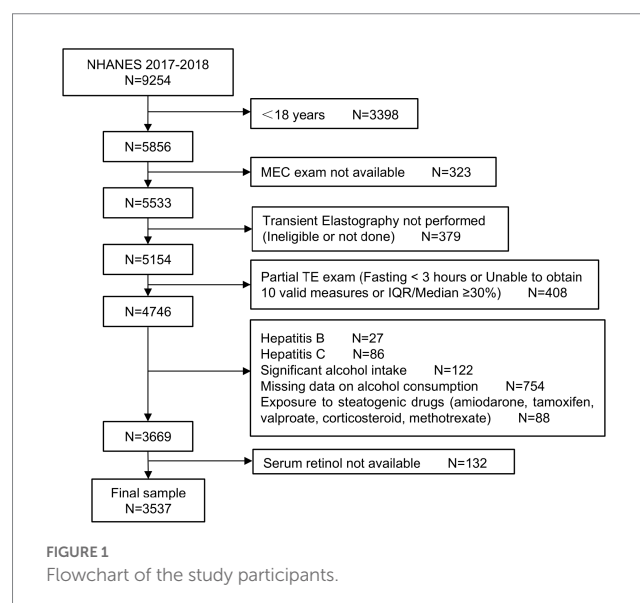 NHANES 2017-2018
N=9254
<18 years N=3398
N=5856
MEC exam not available N=323
N=5533
Transient Elastography not performed
(Ineligible or not done) N=379
N=5154
Partial TE exam (Fasting < 3 hours or Unable to obtain
10 valid measures or IQR/Median ≥30%) N=408
N=4746
Hepatitis B N=27
Hepatitis C N=86
Significant alcohol intake N=122
Missing data on alcohol consumption N=754
Exposure to steatogenic drugs (amiodarone, tamoxifen,
valproate, corticosteroid, methotrexate) N=88
N=3669
Serum retinol not available N=132
Final sample
N=3537
FIGURE 1
Flowchart of the study participants.